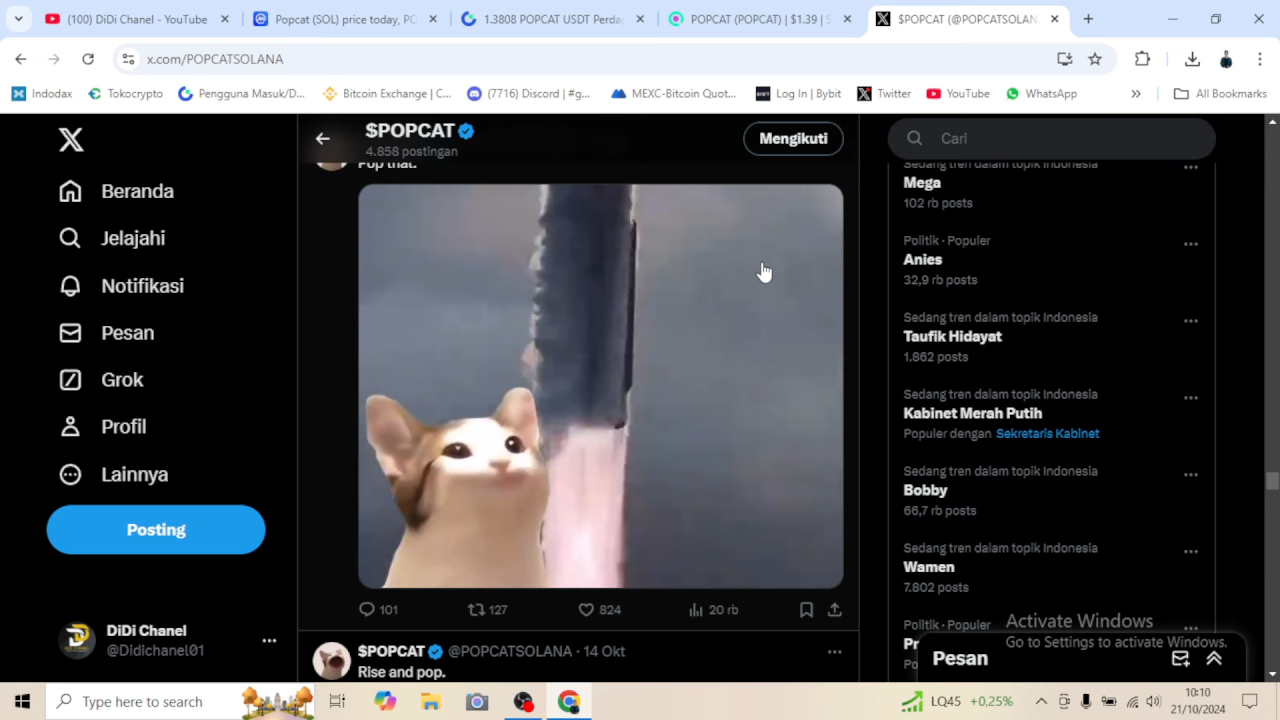 (100) DiDi Chanel - YouTube
Popcat (SOL) price today, PO
1.3808 POPCAT USDT Perda
POPCAT (POPCAT) | $1.39 | S
$POPCAT (@POPCATSOLAN
x.com/POPCATSOLANA
Indodax
Tokocrypto
Pengguna Masuk/D...
Bitcoin Exchange | C...
(7716) Discord | #g...
MEXC-Bitcoin Quot...
Log In | Bybit
Twitter
YouTube
WhatsApp
All Bookmarks
Beranda
Jelajahi
Notifikasi
Pesan
Grok
Profil
Lainnya
Posting
DiDi Chanel
@Didichanel01
$POPCAT
4.858 postingan
Mengikuti
Pop that.
101
127
824
20 rb
$POPCAT @POPCATSOLANA · 14 Okt
Rise and pop.
Cari
Sedang tren dalam topik Indonesia
Mega
102 rb posts
Politik · Populer
Anies
32,9 rb posts
Sedang tren dalam topik Indonesia
Taufik Hidayat
1.862 posts
Sedang tren dalam topik Indonesia
Kabinet Merah Putih
Populer dengan Sekretaris Kabinet
Sedang tren dalam topik Indonesia
Bobby
66,7 rb posts
Sedang tren dalam topik Indonesia
Wamen
7.802 posts
Politik · Populer
Activate Windows
Go to Settings to activate Windows.
Pesan
Type here to search
LQ45 +0,25%
10:10
21/10/2024